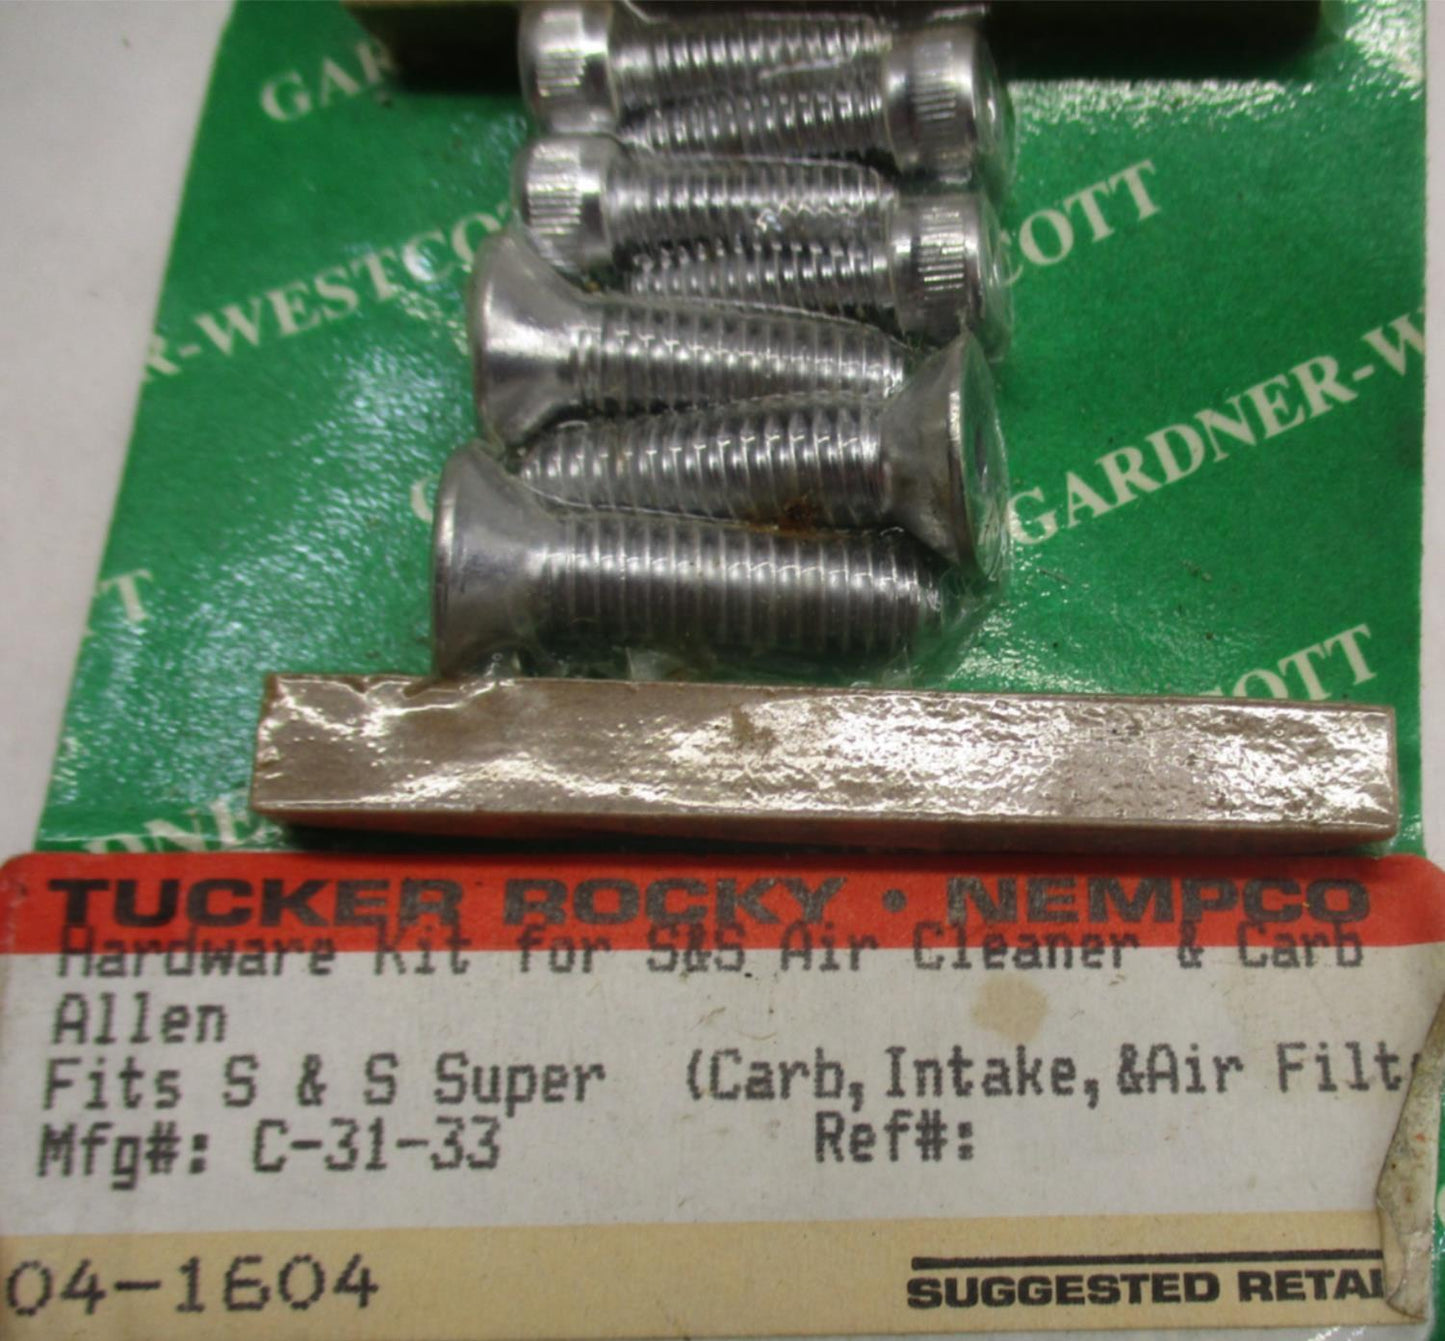 GAR
R-WESTCO
COTT
GARDNER-W
T
OTT
DNE
TUCKER ROCKY • NEMPCO
Hardware Kit for S&S Air Cleaner & Carb
Allen
Fits S & S Super (Carb,Intake,&Air Filt
Mfg#: C-31-33 Ref#:
04-1604
SUGGESTED RETAI